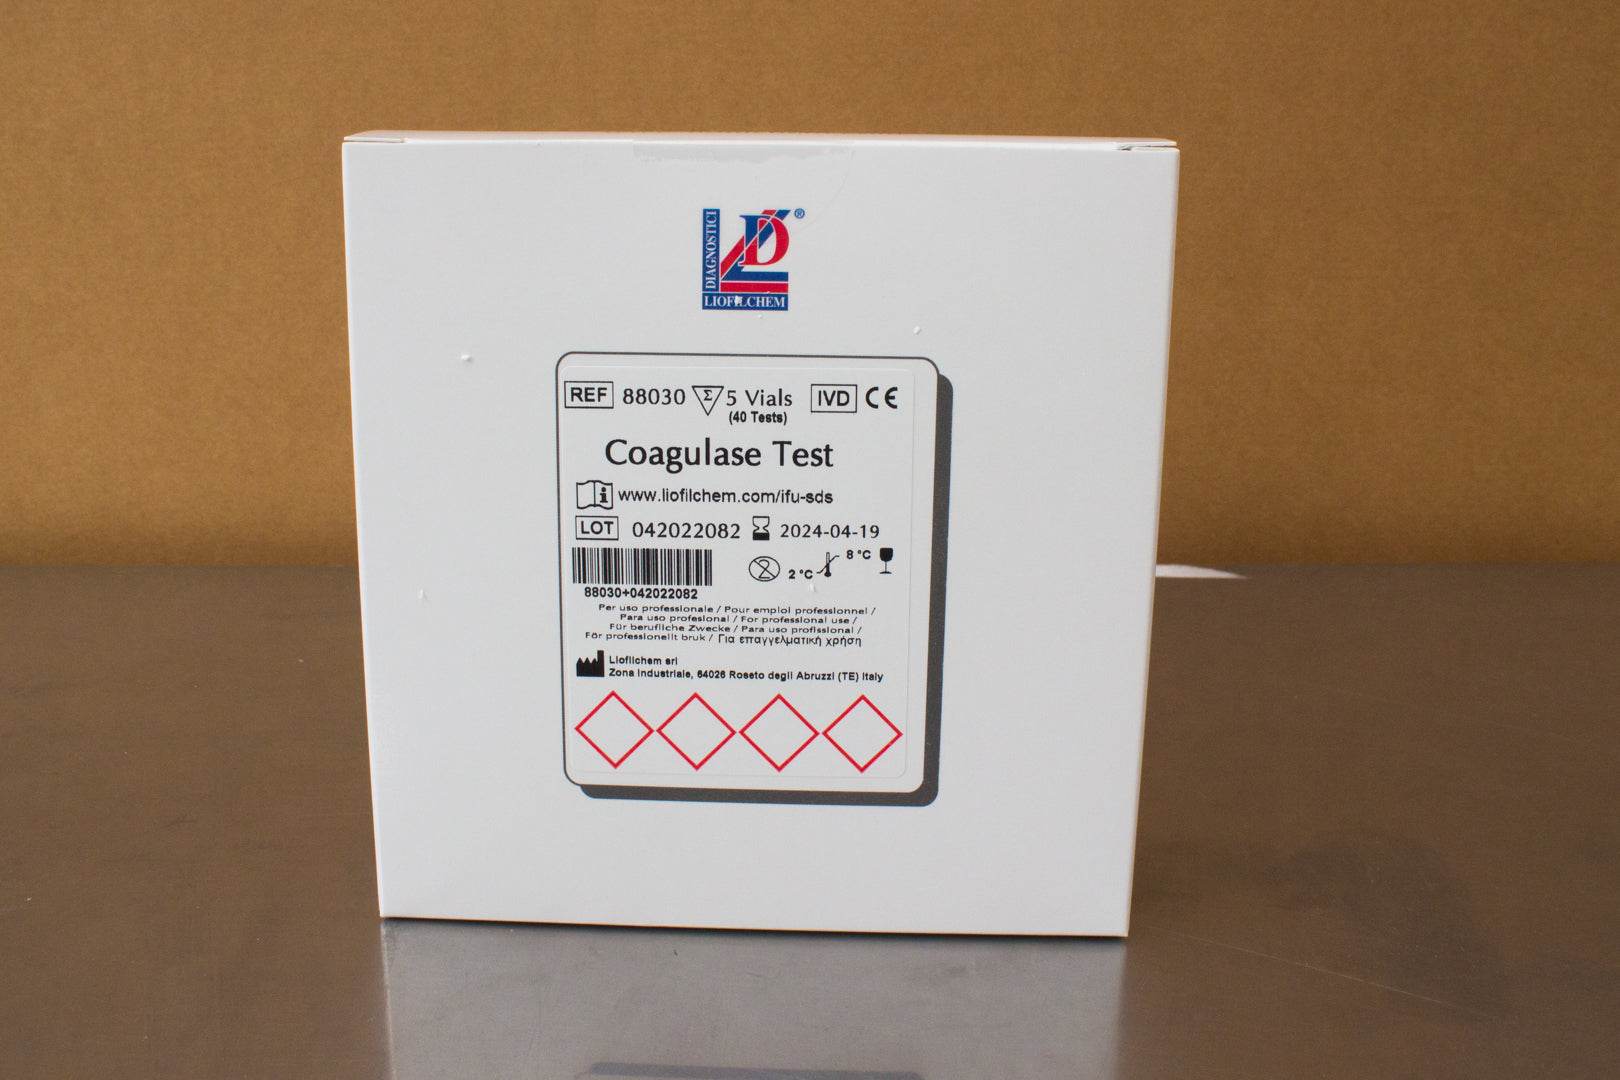 DIAGNOSTICI
LD ®
LIOFILCHEM
REF 88030 Σ 5 Vials IVD CE
(40 Tests)
Coagulase Test
i www.liofilchem.com/ifu-sds
LOT 042022082 2024-04-19
2 2 °C 8 °C
88030+042022082
Per uso professionale / Pour emploi professionnel /
Para uso profesional / For professional use /
Für berufliche Zwecke / Para uso profissional /
För professionellt bruk / Για επαγγελματική χρήση
Liofilchem srl
Zona industriale, 64026 Roseto degli Abruzzi (TE) Italy